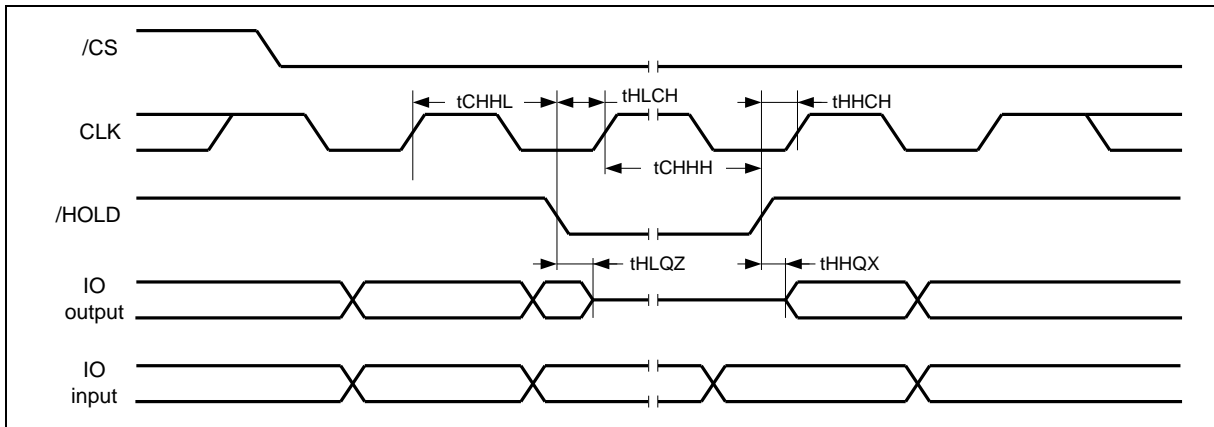 /CS
tCHHL
tHLCH
tHHCH
CLK
tCHHH
/HOLD
tHLQZ
tHHQX
IO
output
IO
input